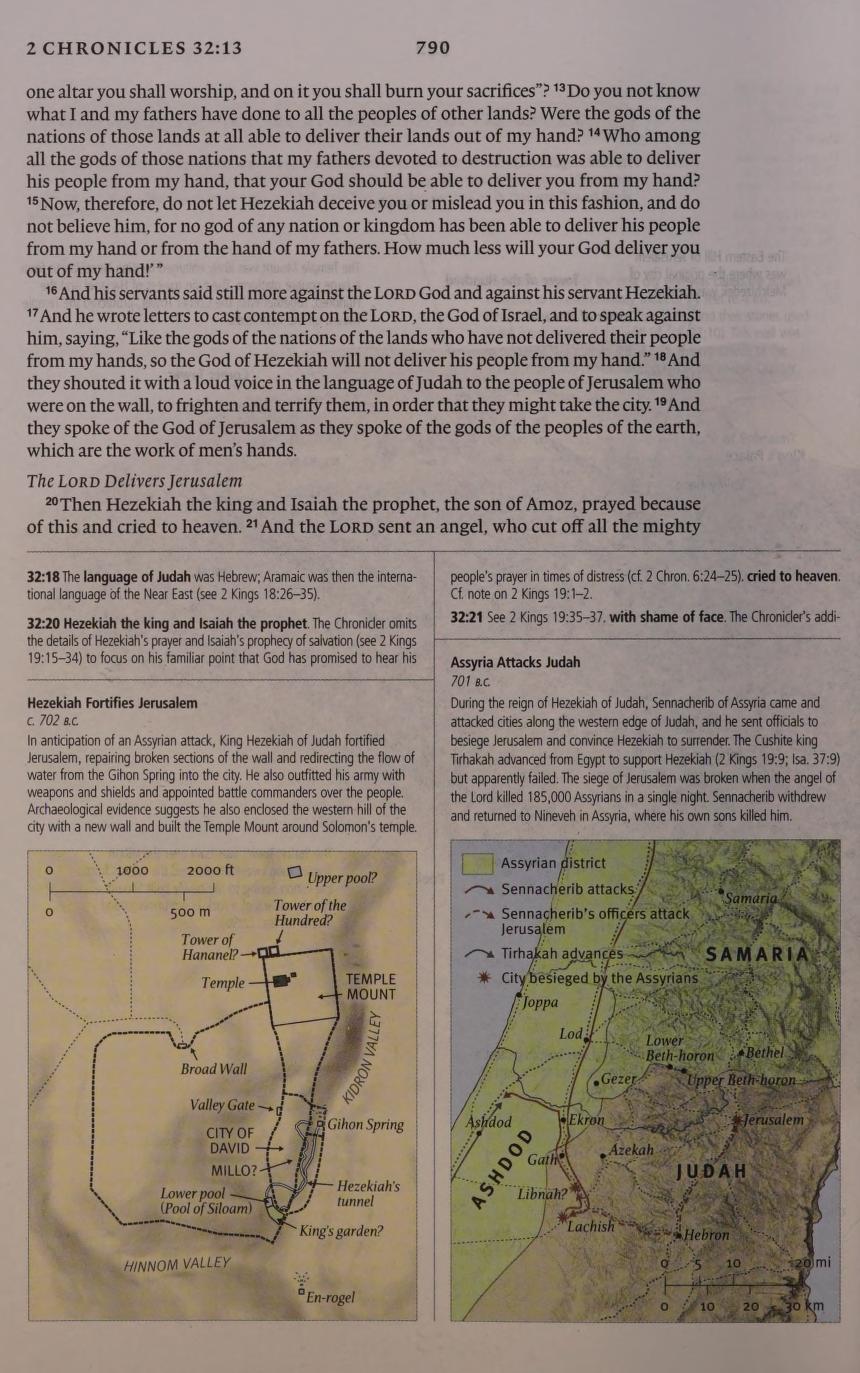 2 CHRONICLES 32:13
790
one altar you shall worship, and on it you shall burn your sacrifices”? ¹³Do you not know
what I and my fathers have done to all the peoples of other lands? Were the gods of the
nations of those lands at all able to deliver their lands out of my hand? ¹⁴Who among
all the gods of those nations that my fathers devoted to destruction was able to deliver
his people from my hand, that your God should be able to deliver you from my hand?
¹⁵Now, therefore, do not let Hezekiah deceive you or mislead you in this fashion, and do
not believe him, for no god of any nation or kingdom has been able to deliver his people
from my hand or from the hand of my fathers. How much less will your God deliver you
out of my hand!’”
¹⁶And his servants said still more against the LORD God and against his servant Hezekiah.
¹⁷And he wrote letters to cast contempt on the LORD, the God of Israel, and to speak against
him, saying, “Like the gods of the nations of the lands who have not delivered their people
from my hands, so the God of Hezekiah will not deliver his people from my hand.” ¹⁸And
they shouted it with a loud voice in the language of Judah to the people of Jerusalem who
were on the wall, to frighten and terrify them, in order that they might take the city. ¹⁹And
they spoke of the God of Jerusalem as they spoke of the gods of the peoples of the earth,
which are the work of men’s hands.
The LORD Delivers Jerusalem
²⁰Then Hezekiah the king and Isaiah the prophet, the son of Amoz, prayed because
of this and cried to heaven. ²¹And the LORD sent an angel, who cut off all the mighty
32:18 The language of Judah was Hebrew; Aramaic was then the interna-
tional language of the Near East (see 2 Kings 18:26–35).
32:20 Hezekiah the king and Isaiah the prophet. The Chronicler omits
the details of Hezekiah’s prayer and Isaiah’s prophecy of salvation (see 2 Kings
19:15–34) to focus on his familiar point that God has promised to hear his
people’s prayer in times of distress (cf. 2 Chron. 6:24–25). cried to heaven.
Cf. note on 2 Kings 19:1–2.
32:21 See 2 Kings 19:35–37. with shame of face. The Chronicler’s addi-
Hezekiah Fortifies Jerusalem
c. 702 B.C.
In anticipation of an Assyrian attack, King Hezekiah of Judah fortified
Jerusalem, repairing broken sections of the wall and redirecting the flow of
water from the Gihon Spring into the city. He also outfitted his army with
weapons and shields and appointed battle commanders over the people.
Archaeological evidence suggests he also enclosed the western hill of the
city with a new wall and built the Temple Mount around Solomon’s temple.
0 1000 2000 ft
0 500 m
Upper pool?
Tower of the
Hundred?
Tower of
Hananel?
Temple
TEMPLE
MOUNT
KIDRON VALLEY
Broad Wall
Valley Gate
Gihon Spring
CITY OF
DAVID
MILLO?
Hezekiah’s
tunnel
Lower pool
(Pool of Siloam)
King’s garden?
HINNOM VALLEY
En-rogel
Assyria Attacks Judah
701 B.C.
During the reign of Hezekiah of Judah, Sennacherib of Assyria came and
attacked cities along the western edge of Judah, and he sent officials to
besiege Jerusalem and convince Hezekiah to surrender. The Cushite king
Tirhakah advanced from Egypt to support Hezekiah (2 Kings 19:9; Isa. 37:9)
but apparently failed. The siege of Jerusalem was broken when the angel of
the Lord killed 185,000 Assyrians in a single night. Sennacherib withdrew
and returned to Nineveh in Assyria, where his own sons killed him.
Assyrian district
Sennacherib attacks
Sennacherib’s officers attack
Jerusalem
Tirhakah advances
City besieged by the Assyrians
Samaria
SAMARIA
Joppa
Lod
Lower
Beth-horon
Bethel
Gezer
Upper Beth-horon
Ashdod
Ekron
Jerusalem
ASHDOD
Gath
Azekah
JUDAH
Libnah?
Lachish
Hebron
0 5 10 20 mi
0 10 20 30 km